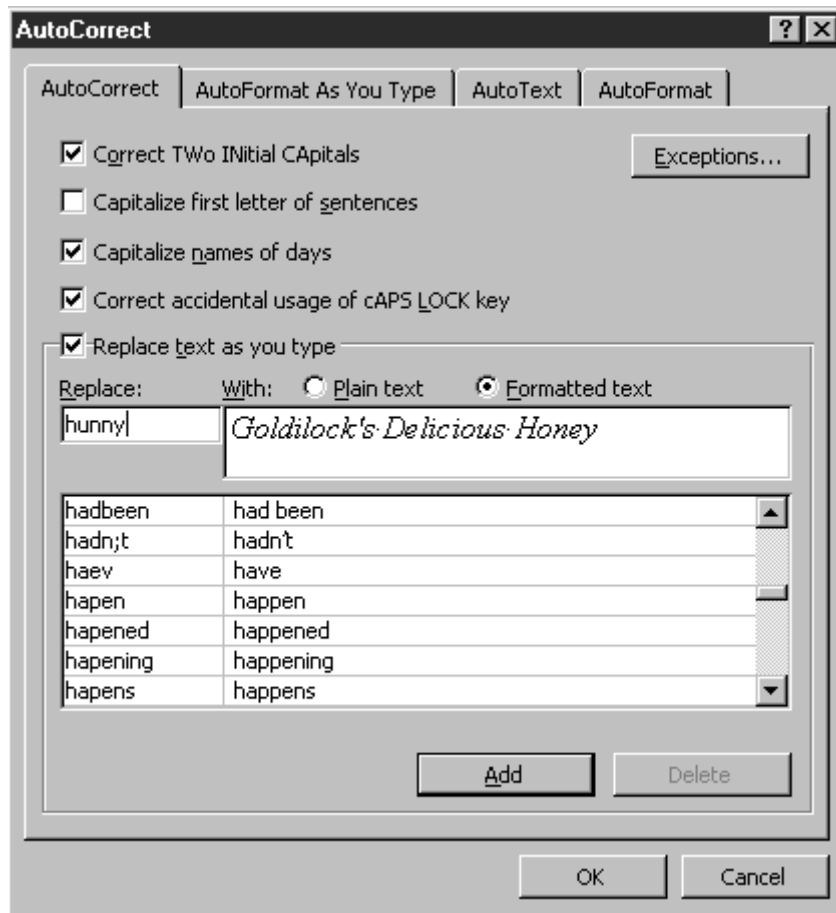 AutoCorrect
AutoCorrect AutoFormat As You Type AutoText AutoFormat
Correct TWo INitial CApitals Exceptions...
Capitalize first letter of sentences
Capitalize names of days
Correct accidental usage of cAPS LOCK key
Replace text as you type
Replace: With: Plain text Formatted text
hunny Goldilock's·Delicious·Honey
hadbeen had been
hadn;t hadn't
haev have
hapen happen
hapened happened
hapening happening
hapens happens
Add Delete
OK Cancel